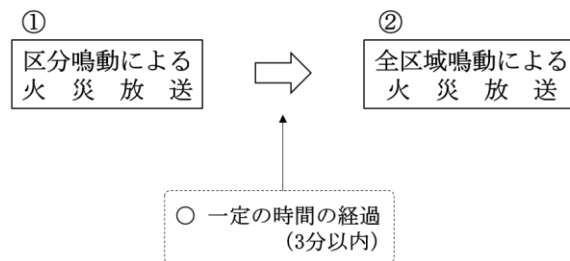 ①
区分鳴動による
火災放送
②
全区域鳴動による
火災放送
○ 一定の時間の経過
(3分以内)